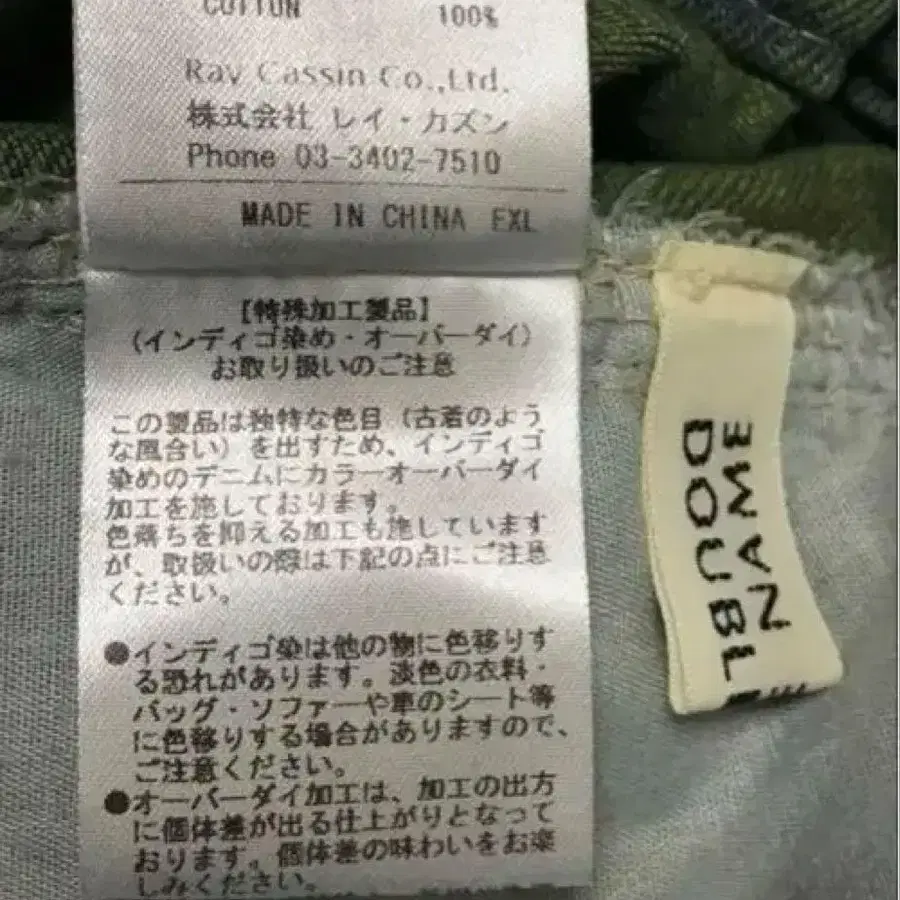 COTTON 100%
Ray Cassin Co.,Ltd.
株式会社 レイ・カズン
Phone 03-3402-7510
MADE IN CHINA EXL
【特殊加工製品】
(インディゴ染め・オーバーダイ)
お取り扱いのご注意
この製品は独特な色目(古着のよう
な風合い)を出すため、インディゴ
染めのデニムにカラーオーバーダイ
加工を施しております。
色落ちを抑える加工も施しています
が、取扱いの際は下記の点にご注意
ください。
●インディゴ染は他の物に色移りす
る恐れがあります。淡色の衣料・
バッグ・ソファーや車のシート等
に色移りする場合がありますので、
ご注意ください。
●オーバーダイ加工は、加工の出方
に個体差が出る仕上がりとなって
おります。個体差の味わいをお楽
しみください。
DOUBLE
NAME